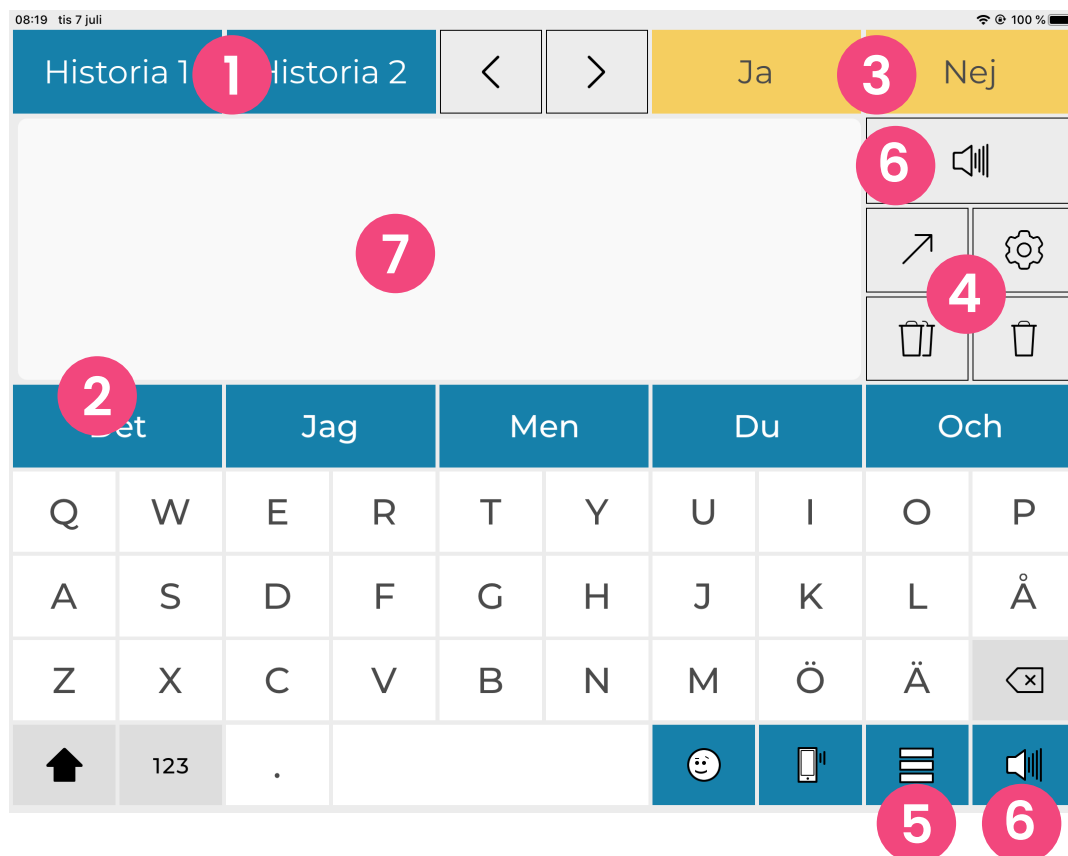 08:19 tis 7 juli 100 %
Historia 1 1 Historia 2 < > Ja 3 Nej
6
7
4
2
Det Jag Men Du Och
Q W E R T Y U I O P
A S D F G H J K L Å
Z X C V B N M Ö Ä
123 .
5 6